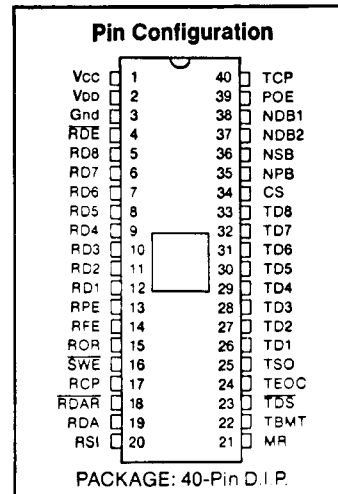 Pin Configuration
Vcc 1 40 TCP
VDD 2 39 POE
Gnd 3 38 NDB1
R̅D̅E̅ 4 37 NDB2
RD8 5 36 NSB
RD7 6 35 NPB
RD6 7 34 CS
RD5 8 33 TD8
RD4 9 32 TD7
RD3 10 31 TD6
RD2 11 30 TD5
RD1 12 29 TD4
RPE 13 28 TD3
RFE 14 27 TD2
ROR 15 26 TD1
S̅W̅E̅ 16 25 TSO
RCP 17 24 TEOC
R̅D̅A̅R̅ 18 23 T̅D̅S̅
RDA 19 22 TBMT
RSI 20 21 MR
PACKAGE: 40-Pin D.I.P.